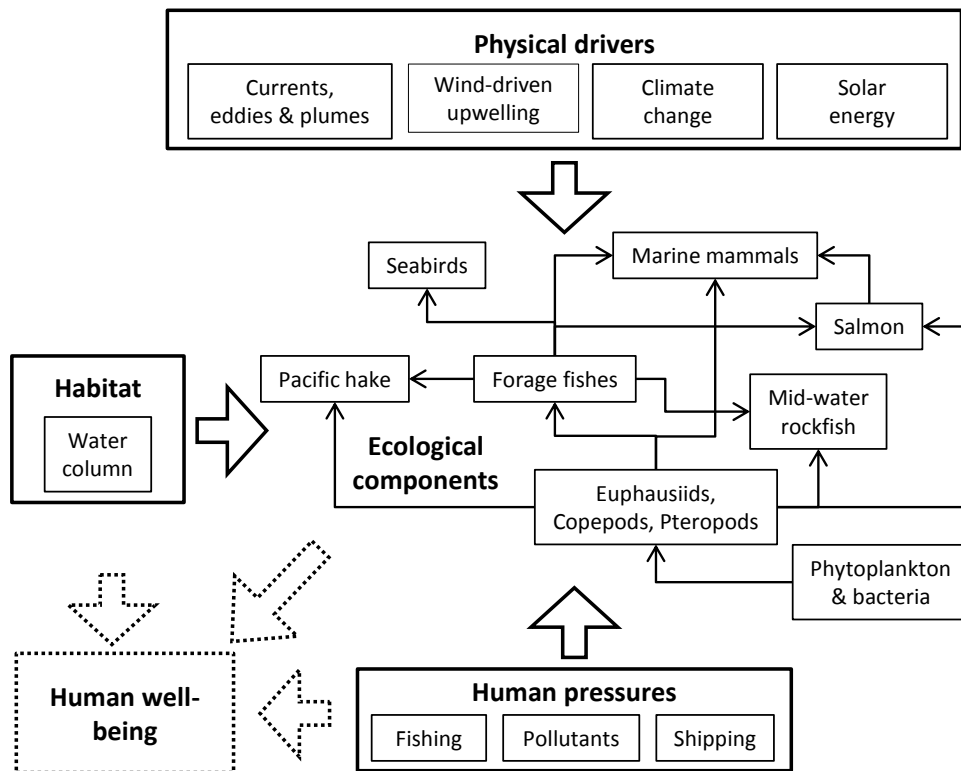 Physical drivers
Currents,
eddies & plumes
Wind-driven
upwelling
Climate
change
Solar
energy
Seabirds
Marine mammals
Salmon
Habitat
Water
column
Pacific hake
Forage fishes
Mid-water
rockfish
Ecological
components
Euphausiids,
Copepods, Pteropods
Phytoplankton
& bacteria
Human well-
being
Human pressures
Fishing
Pollutants
Shipping